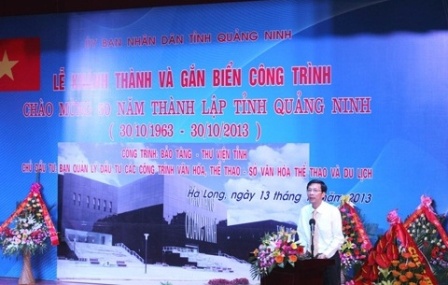 ỦY BAN NHÂN DÂN TỈNH QUẢNG NINH
LỄ KHÁNH THÀNH VÀ GẮN BIỂN CÔNG TRÌNH
CHÀO MỪNG 50 NĂM THÀNH LẬP TỈNH QUẢNG NINH
( 30/10/1963 - 30/10/2013 )
CÔNG TRÌNH: BẢO TÀNG - THƯ VIỆN TỈNH
CHỦ ĐẦU TƯ: BAN QUẢN LÝ ĐẦU TƯ CÁC CÔNG TRÌNH VĂN HÓA, THỂ THAO - SỞ VĂN HÓA, THỂ THAO VÀ DU LỊCH
Hạ Long, ngày 13 tháng 2013